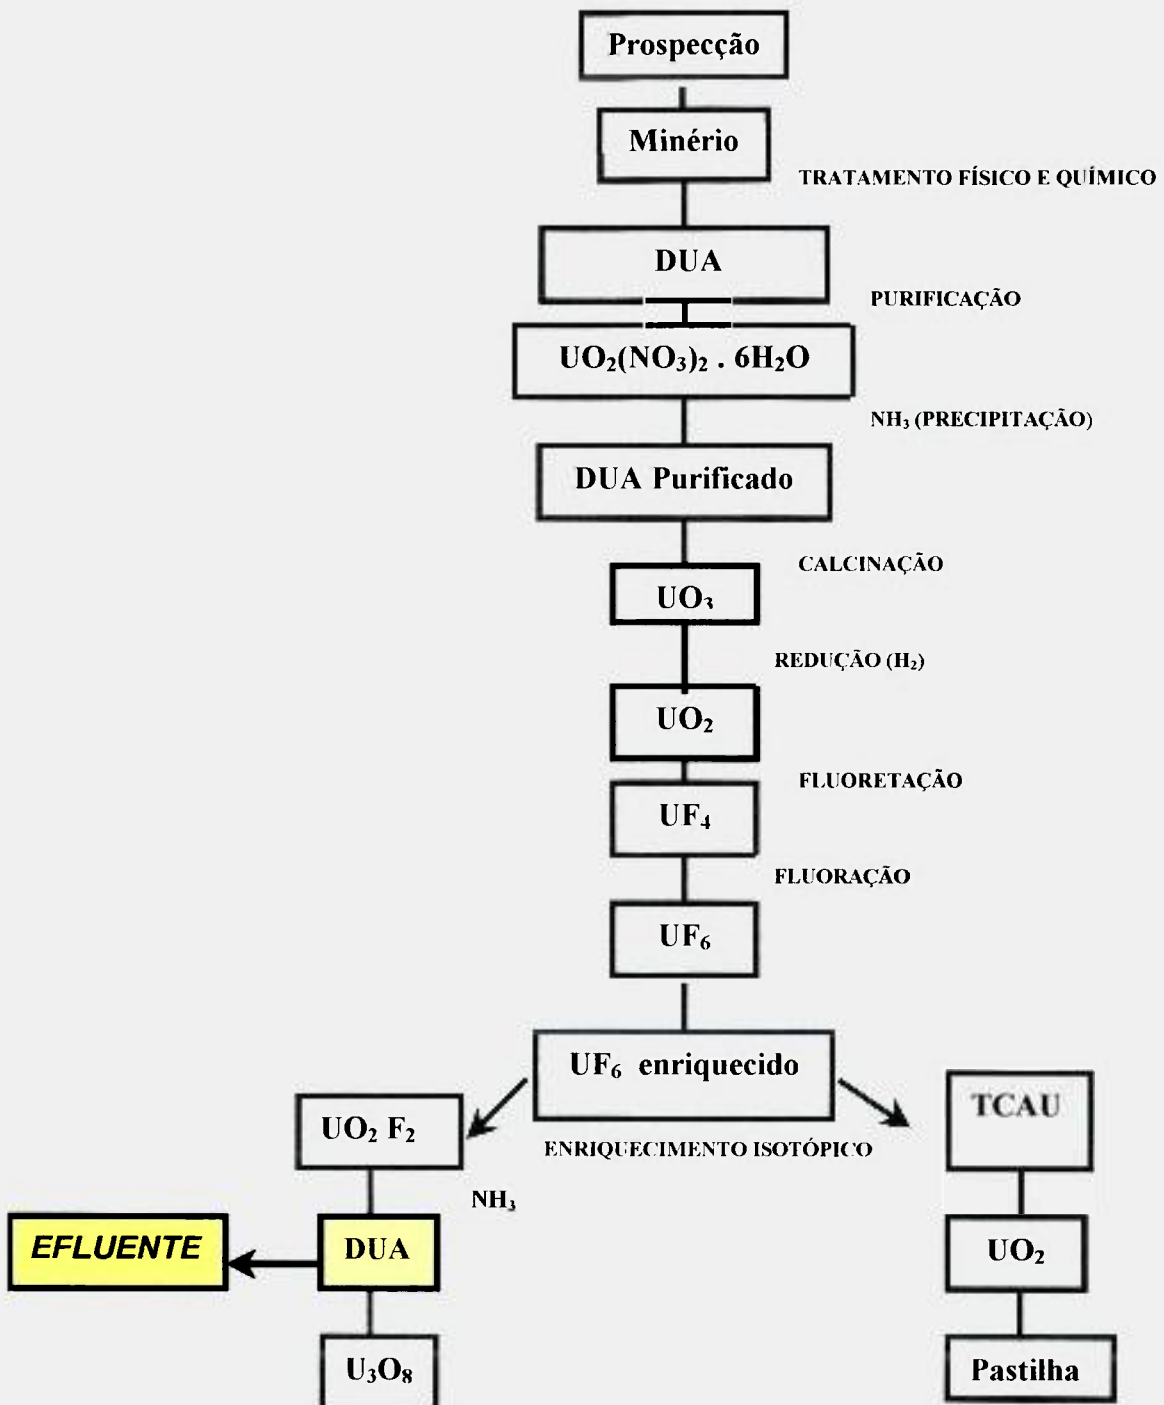 Prospecção
Minério
TRATAMENTO FÍSICO E QUÍMICO
DUA
PURIFICAÇÃO
UO₂(NO₃)₂ . 6H₂O
NH₃ (PRECIPITAÇÃO)
DUA Purificado
CALCINAÇÃO
UO₃
REDUÇÃO (H₂)
UO₂
FLUORETAÇÃO
UF₄
FLUORAÇÃO
UF₆
UF₆ enriquecido
ENRIQUECIMENTO ISOTÓPICO
UO₂ F₂
NH₃
DUA
EFLUENTE
U₃O₈
TCAU
UO₂
Pastilha